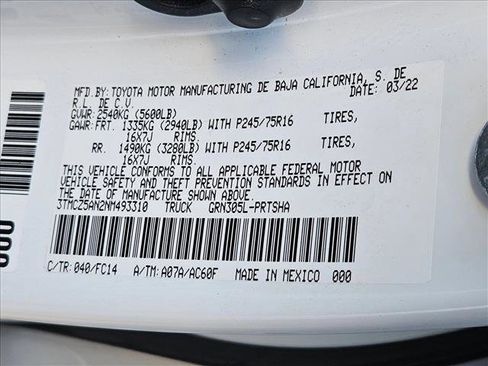 MFD.BY: TOYOTA MOTOR MANUFACTURING DE BAJA CALIFORNIA, S. DE
R.L. DE C.V. DATE: 03/22
GVWR: 2540KG (5600LB)
GAWR: FRT. 1335KG (2940LB) WITH P245/75R16 TIRES,
16X7J RIMS.
RR. 1490KG (3280LB) WITH P245/75R16 TIRES,
16X7J RIMS.
THIS VEHICLE CONFORMS TO ALL APPLICABLE FEDERAL MOTOR
VEHICLE SAFETY AND THEFT PREVENTION STANDARDS IN EFFECT ON
THE DATE OF MANUFACTURE SHOWN ABOVE.
3TMCZ5AN2NM493310 TRUCK GRN305L-PRTSHA
C/TR: 040/FC14 A/TM: A07A/AC60F MADE IN MEXICO 000
000